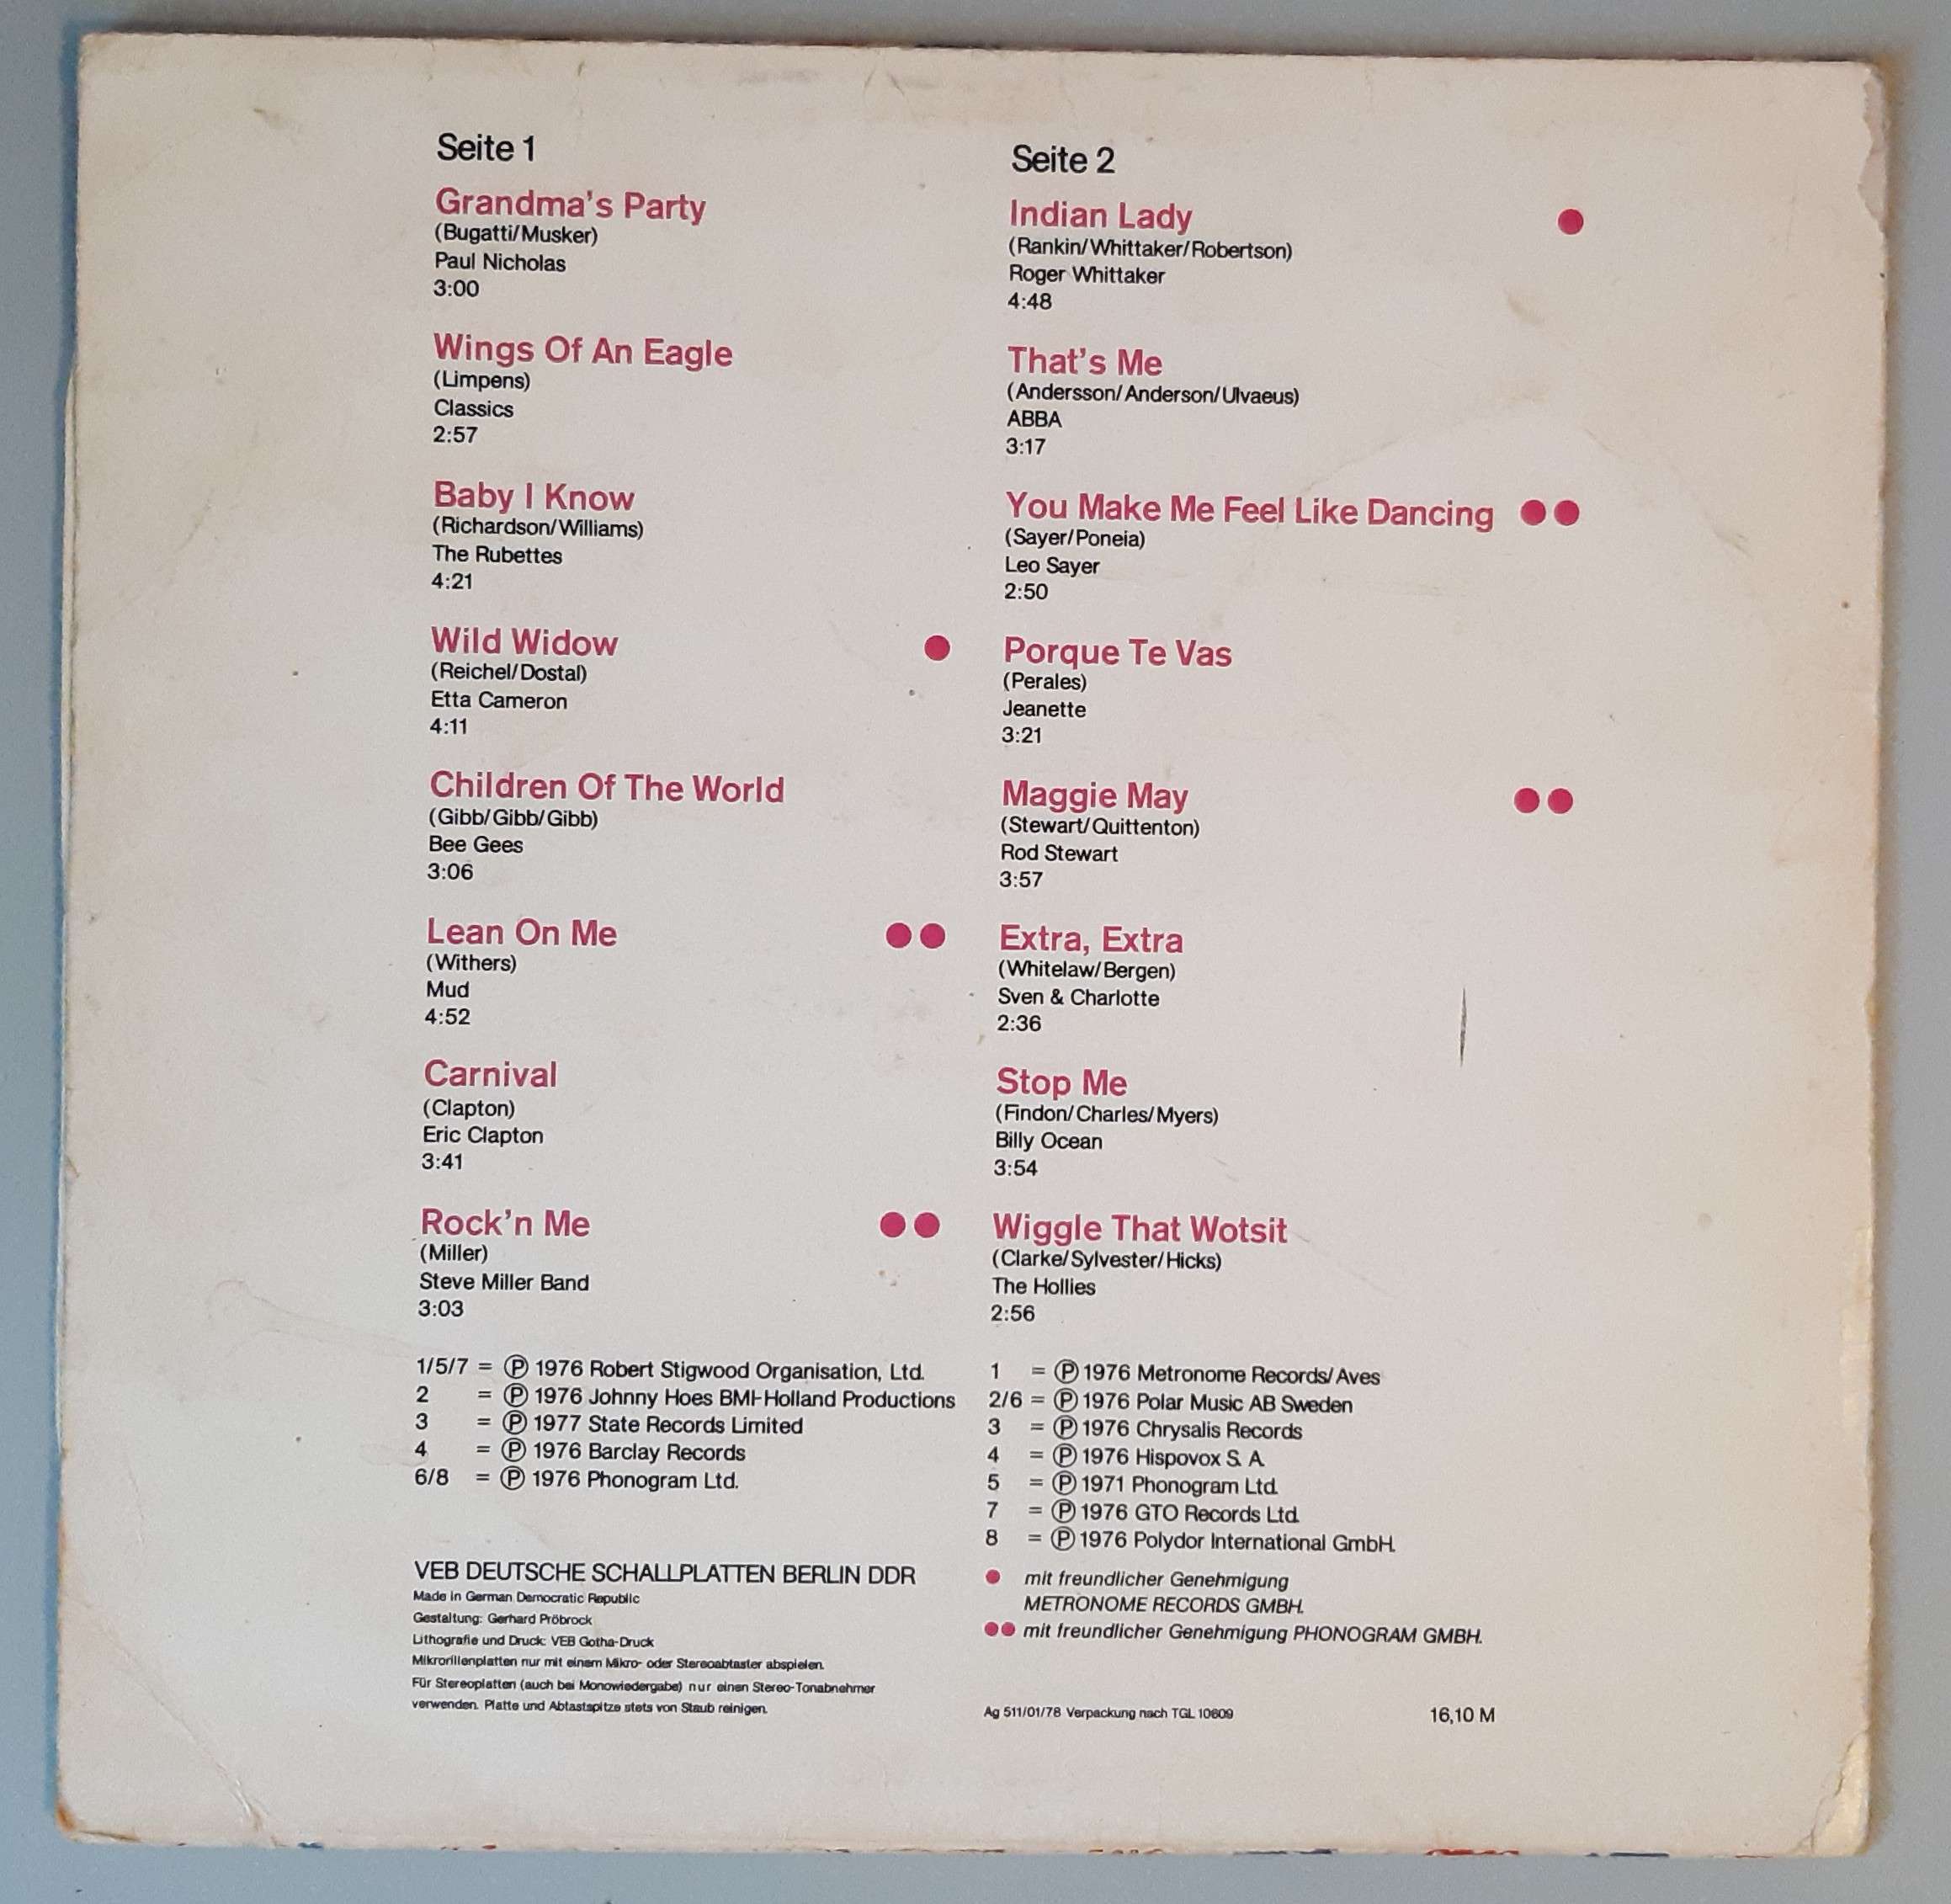 Seite 1
Grandma's Party
(Bugatti/Musker)
Paul Nicholas
3:00
Wings Of An Eagle
(Limpens)
Classics
2:57
Baby I Know
(Richardson/Williams)
The Rubettes
4:21
Wild Widow
(Reichel/Dostal)
Etta Cameron
4:11
Children Of The World
(Gibb/Gibb/Gibb)
Bee Gees
3:06
Lean On Me
(Withers)
Mud
4:52
Carnival
(Clapton)
Eric Clapton
3:41
Rock'n Me
(Miller)
Steve Miller Band
3:03
1/5/7 = Ⓟ 1976 Robert Stigwood Organisation, Ltd.
2 = Ⓟ 1976 Johnny Hoes BMI-Holland Productions
3 = Ⓟ 1977 State Records Limited
4 = Ⓟ 1976 Barclay Records
6/8 = Ⓟ 1976 Phonogram Ltd.
VEB DEUTSCHE SCHALLPLATTEN BERLIN DDR
Made in German Democratic Republic
Gestaltung: Gerhard Pröbrock
Lithografie und Druck: VEB Gotha-Druck
Mikrorillenplatten nur mit einem Mikro- oder Stereoabtaster abspielen.
Für Stereoplatten (auch bei Monowiedergabe) nur einen Stereo-Tonabnehmer
verwenden. Platte und Abtastspitze stets von Staub reinigen.
Seite 2
Indian Lady ●
(Rankin/Whittaker/Robertson)
Roger Whittaker
4:48
That's Me
(Andersson/Anderson/Ulvaeus)
ABBA
3:17
You Make Me Feel Like Dancing ●●
(Sayer/Poneia)
Leo Sayer
2:50
Porque Te Vas
(Perales)
Jeanette
3:21
Maggie May ●●
(Stewart/Quittenton)
Rod Stewart
3:57
Extra, Extra
(Whitelaw/Bergen)
Sven & Charlotte
2:36
Stop Me
(Findon/Charles/Myers)
Billy Ocean
3:54
Wiggle That Wotsit
(Clarke/Sylvester/Hicks)
The Hollies
2:56
1 = Ⓟ 1976 Metronome Records/Aves
2/6 = Ⓟ 1976 Polar Music AB Sweden
3 = Ⓟ 1976 Chrysalis Records
4 = Ⓟ 1976 Hispovox S. A.
5 = Ⓟ 1971 Phonogram Ltd.
7 = Ⓟ 1976 GTO Records Ltd.
8 = Ⓟ 1976 Polydor International GmbH.
● mit freundlicher Genehmigung
METRONOME RECORDS GMBH.
●● mit freundlicher Genehmigung PHONOGRAM GMBH.
Ag 511/01/78 Verpackung nach TGL 10609 16,10 M